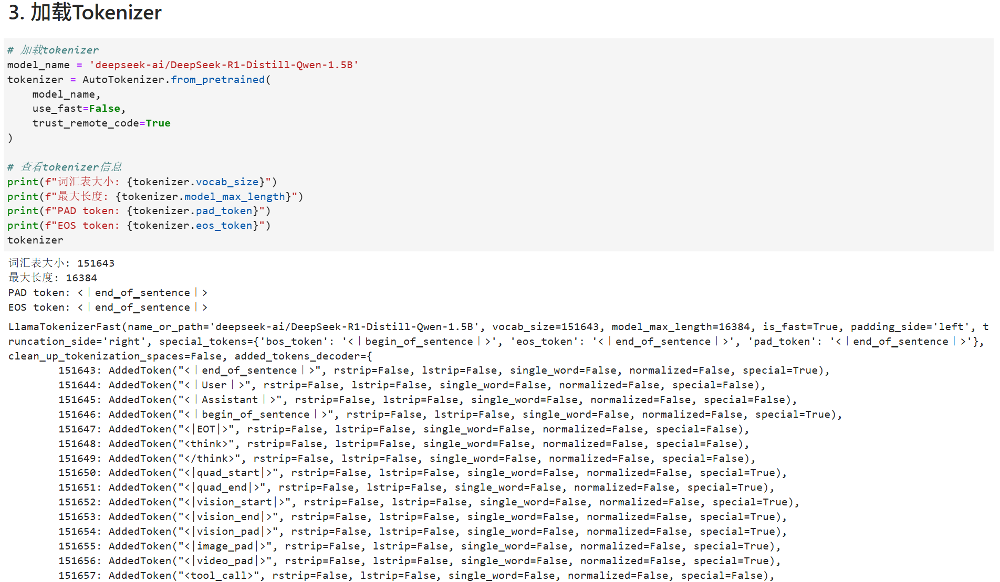 3. 加载Tokenizer
# 加载tokenizer
model_name = 'deepseek-ai/DeepSeek-R1-Distill-Qwen-1.5B'
tokenizer = AutoTokenizer.from_pretrained(
    model_name,
    use_fast=False,
    trust_remote_code=True
)
# 查看tokenizer信息
print(f"词汇表大小: {tokenizer.vocab_size}")
print(f"最大长度: {tokenizer.model_max_length}")
print(f"PAD token: {tokenizer.pad_token}")
print(f"EOS token: {tokenizer.eos_token}")
tokenizer
词汇表大小: 151643
最大长度: 16384
PAD token: <｜end▁of▁sentence｜>
EOS token: <｜end▁of▁sentence｜>
LlamaTokenizerFast(name_or_path='deepseek-ai/DeepSeek-R1-Distill-Qwen-1.5B', vocab_size=151643, model_max_length=16384, is_fast=True, padding_side='left', t
runcation_side='right', special_tokens={'bos_token': '<｜begin▁of▁sentence｜>', 'eos_token': '<｜end▁of▁sentence｜>', 'pad_token': '<｜end▁of▁sentence｜>'},
clean_up_tokenization_spaces=False, added_tokens_decoder={
        151643: AddedToken("<｜end▁of▁sentence｜>", rstrip=False, lstrip=False, single_word=False, normalized=False, special=True),
        151644: AddedToken("<｜User｜>", rstrip=False, lstrip=False, single_word=False, normalized=False, special=False),
        151645: AddedToken("<｜Assistant｜>", rstrip=False, lstrip=False, single_word=False, normalized=False, special=False),
        151646: AddedToken("<｜begin▁of▁sentence｜>", rstrip=False, lstrip=False, single_word=False, normalized=False, special=True),
        151647: AddedToken("<|EOT|>", rstrip=False, lstrip=False, single_word=False, normalized=False, special=False),
        151648: AddedToken("<think>", rstrip=False, lstrip=False, single_word=False, normalized=False, special=False),
        151649: AddedToken("</think>", rstrip=False, lstrip=False, single_word=False, normalized=False, special=False),
        151650: AddedToken("<|quad_start|>", rstrip=False, lstrip=False, single_word=False, normalized=False, special=True),
        151651: AddedToken("<|quad_end|>", rstrip=False, lstrip=False, single_word=False, normalized=False, special=True),
        151652: AddedToken("<|vision_start|>", rstrip=False, lstrip=False, single_word=False, normalized=False, special=True),
        151653: AddedToken("<|vision_end|>", rstrip=False, lstrip=False, single_word=False, normalized=False, special=True),
        151654: AddedToken("<|vision_pad|>", rstrip=False, lstrip=False, single_word=False, normalized=False, special=True),
        151655: AddedToken("<|image_pad|>", rstrip=False, lstrip=False, single_word=False, normalized=False, special=True),
        151656: AddedToken("<|video_pad|>", rstrip=False, lstrip=False, single_word=False, normalized=False, special=True),
        151657: AddedToken("<tool_call>", rstrip=False, lstrip=False, single_word=False, normalized=False, special=False),